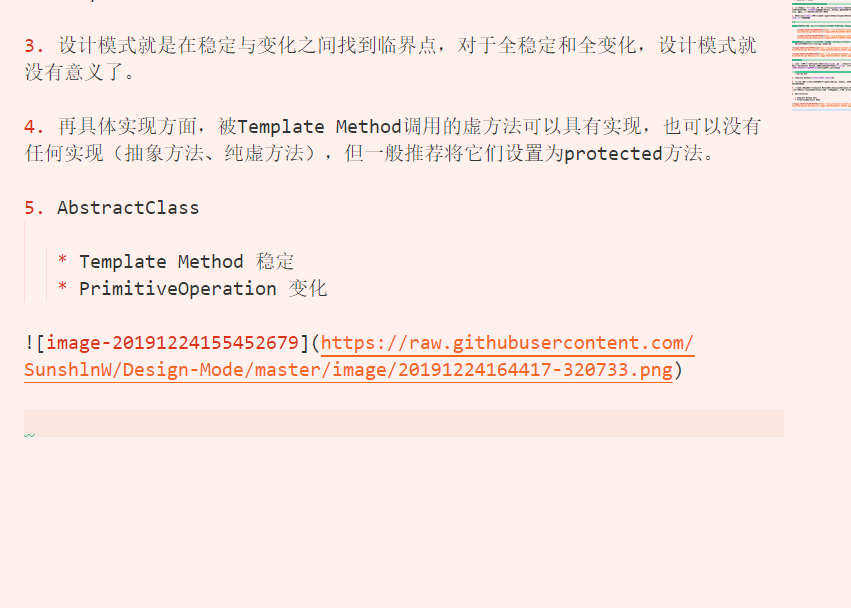 3. 设计模式就是在稳定与变化之间找到临界点，对于全稳定和全变化，设计模式就
没有意义了。
4. 再具体实现方面，被Template Method调用的虚方法可以具有实现，也可以没有
任何实现（抽象方法、纯虚方法），但一般推荐将它们设置为protected方法。
5. AbstractClass
* Template Method 稳定
* PrimitiveOperation 变化
![image-20191224155452679](https://raw.githubusercontent.com/
SunshlnW/Design-Mode/master/image/20191224164417-320733.png)